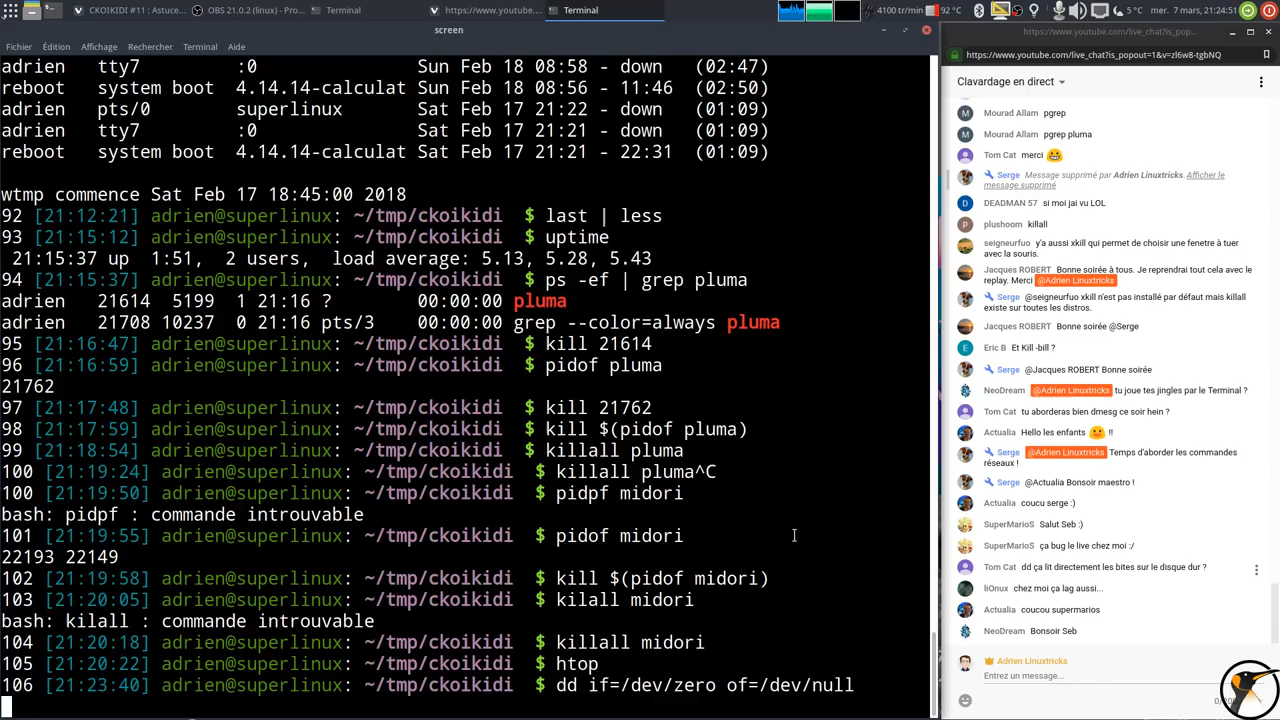 CKOIKIDI #11 : Astuce...
OBS 21.0.2 (linux) - Pro...
Terminal
https://www.youtube....
Terminal
4100 tr/min
92 °C
5 °C
mer. 7 mars, 21:24:51
screen
Fichier Édition Affichage Rechercher Terminal Aide
adrien   tty7         :0               Sun Feb 18 08:58 - down   (02:47)
reboot   system boot  4.14.14-calculat Sun Feb 18 08:56 - 11:46  (02:50)
adrien   pts/0        superlinux       Sat Feb 17 21:22 - down   (01:09)
adrien   tty7         :0               Sat Feb 17 21:21 - down   (01:09)
reboot   system boot  4.14.14-calculat Sat Feb 17 21:21 - 22:31  (01:09)
wtmp commence Sat Feb 17 18:45:00 2018
92 [21:12:21] adrien@superlinux: ~/tmp/ckoikidi $ last | less
93 [21:15:12] adrien@superlinux: ~/tmp/ckoikidi $ uptime
21:15:37 up  1:51,  2 users,  load average: 5.13, 5.28, 5.43
94 [21:15:37] adrien@superlinux: ~/tmp/ckoikidi $ ps -ef | grep pluma
adrien   21614  5199  1 21:16 ?        00:00:00 pluma
adrien   21708 10237  0 21:16 pts/3    00:00:00 grep --color=always pluma
95 [21:16:47] adrien@superlinux: ~/tmp/ckoikidi $ kill 21614
96 [21:16:59] adrien@superlinux: ~/tmp/ckoikidi $ pidof pluma
21762
97 [21:17:48] adrien@superlinux: ~/tmp/ckoikidi $ kill 21762
98 [21:17:59] adrien@superlinux: ~/tmp/ckoikidi $ kill $(pidof pluma)
99 [21:18:54] adrien@superlinux: ~/tmp/ckoikidi $ killall pluma
100 [21:19:24] adrien@superlinux: ~/tmp/ckoikidi $ killall pluma^C
100 [21:19:50] adrien@superlinux: ~/tmp/ckoikidi $ pidpf midori
bash: pidpf : commande introuvable
101 [21:19:55] adrien@superlinux: ~/tmp/ckoikidi $ pidof midori
22193 22149
102 [21:19:58] adrien@superlinux: ~/tmp/ckoikidi $ kill $(pidof midori)
103 [21:20:05] adrien@superlinux: ~/tmp/ckoikidi $ kilall midori
bash: kilall : commande introuvable
104 [21:20:18] adrien@superlinux: ~/tmp/ckoikidi $ killall midori
105 [21:20:22] adrien@superlinux: ~/tmp/ckoikidi $ htop
106 [21:23:40] adrien@superlinux: ~/tmp/ckoikidi $ dd if=/dev/zero of=/dev/null
https://www.youtube.com/live_chat?is_pop...
https://www.youtube.com/live_chat?is_popout=1&v=zl6w8-tgbNQ
Clavardage en direct
M Mourad Allam pgrep
M Mourad Allam pgrep pluma
Tom Cat merci
Serge Message supprimé par Adrien Linuxtricks. Afficher le
message supprimé
D DEADMAN 57 si moi jai vu LOL
P plushoom killall
seigneurfuo y'a aussi xkill qui permet de choisir une fenetre à tuer
avec la souris.
Jacques ROBERT Bonne soirée à tous. Je reprendrai tout cela avec le
replay. Merci @Adrien Linuxtricks
Serge @seigneurfuo xkill n'est pas installé par défaut mais killall
existe sur toutes les distros.
Jacques ROBERT Bonne soirée @Serge
E Eric B Et Kill -bill ?
Serge @Jacques ROBERT Bonne soirée
NeoDream @Adrien Linuxtricks tu joue tes jingles par le Terminal ?
Tom Cat tu aborderas bien dmesg ce soir hein ?
Actualia Hello les enfants !!
Serge @Adrien Linuxtricks Temps d'aborder les commandes
réseaux !
Serge @Actualia Bonsoir maestro !
Actualia coucu serge :)
SuperMarioS Salut Seb :)
SuperMarioS ça bug le live chez moi :/
Tom Cat dd ça lit directement les bites sur le disque dur ?
liOnux chez moi ça lag aussi...
Actualia coucou supermarios
NeoDream Bonsoir Seb
Adrien Linuxtricks
Entrez un message...